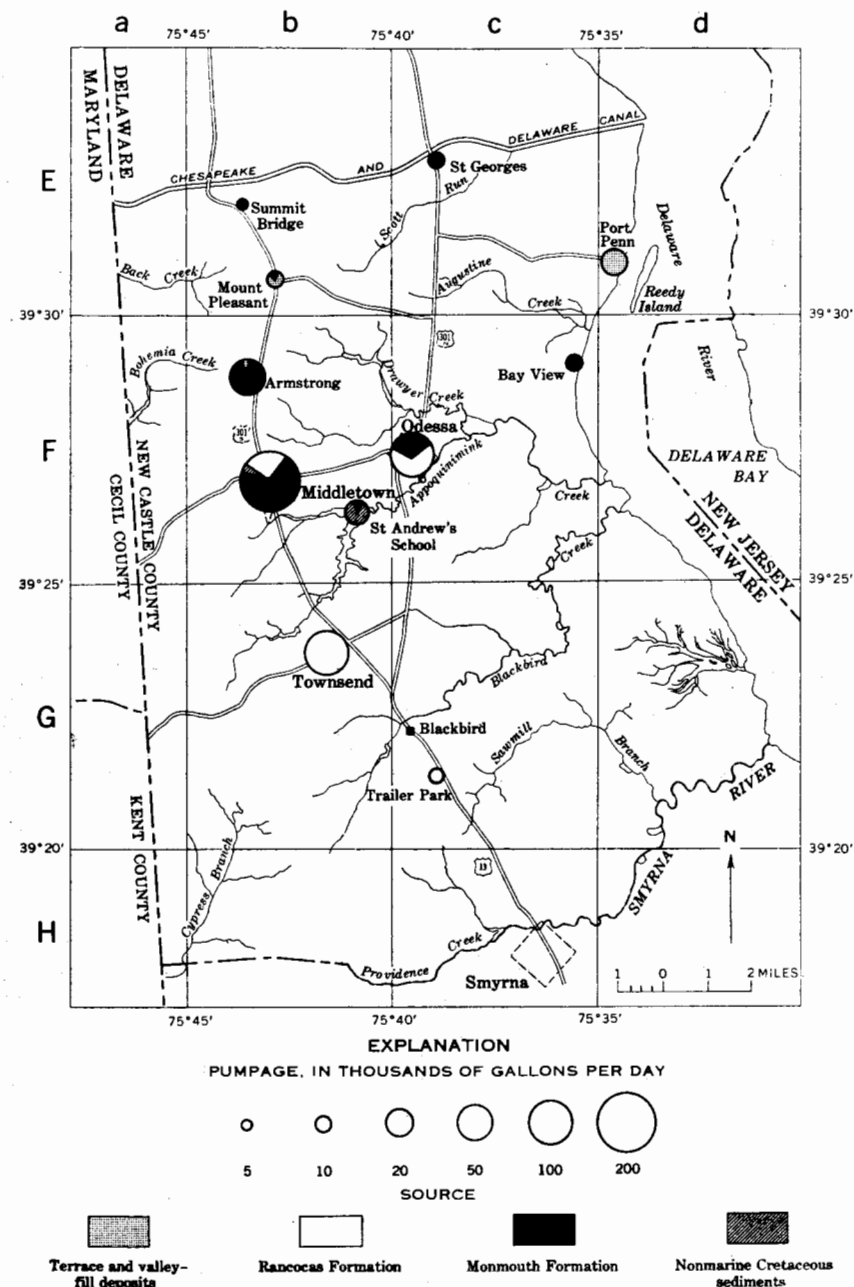 a b c d
75°45' 75°40' 75°35'
DELAWARE
MARYLAND
CHESAPEAKE AND DELAWARE CANAL
E
St Georges
Summit
Bridge
Scott Run
Port
Penn
Delaware
Back Creek
Mount
Pleasant
Augustine
Creek
Reedy
Island
39°30' 39°30'
301
River
Bohemia Creek
Armstrong
Drawyer Creek
Bay View
301
F
Odessa
NEW CASTLE COUNTY
CECIL COUNTY
Middletown
Appoquinimink
Creek
DELAWARE
BAY
St Andrew's
School
Creek
NEW JERSEY
DELAWARE
39°25' 39°25'
Townsend
Blackbird
G
Blackbird
Sawmill
Branch
Trailer Park
RIVER
KENT COUNTY
39°20' 39°20'
N
Cypress Branch
13
SMYRNA
H
Creek
Providence
Smyrna
1 0 1 2 MILES
75°45' 75°40' 75°35'
EXPLANATION
PUMPAGE, IN THOUSANDS OF GALLONS PER DAY
5 10 20 50 100 200
SOURCE
Terrace and valley-
fill deposits
Rancocas Formation
Monmouth Formation
Nonmarine Cretaceous
sediments